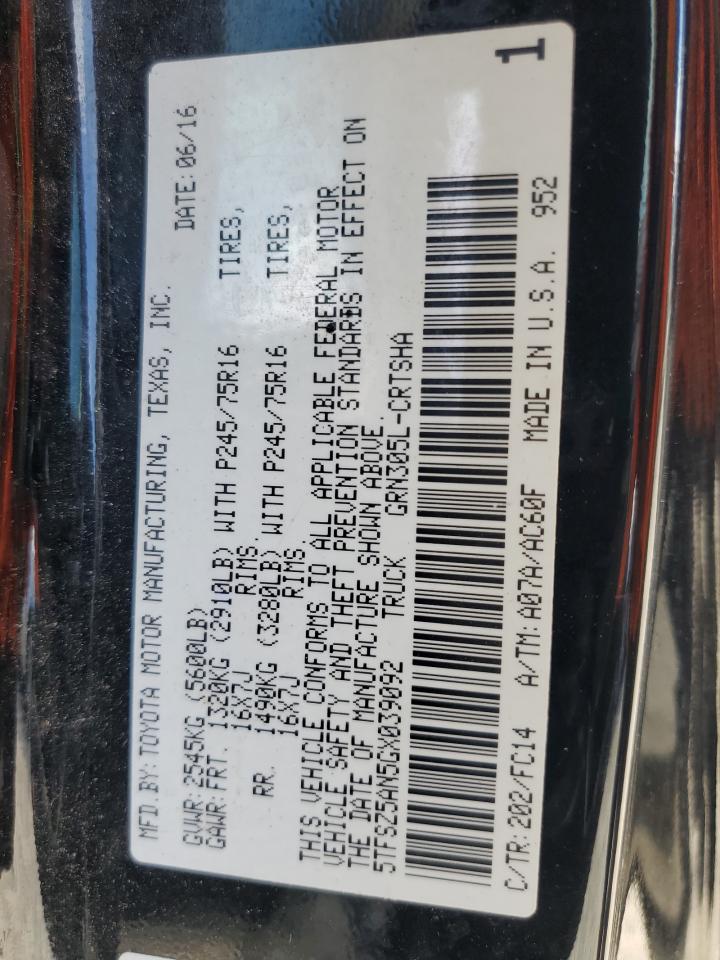 MFD.BY: TOYOTA MOTOR MANUFACTURING, TEXAS, INC.
DATE: 06/16
GVWR: 2545KG (5600LB)
GAWR: FRT. 1320KG (2910LB) WITH P245/75R16 TIRES,
16X7J RIMS.
RR. 1490KG (3280LB) WITH P245/75R16 TIRES,
16X7J RIMS.
THIS VEHICLE CONFORMS TO ALL APPLICABLE FEDERAL MOTOR
VEHICLE SAFETY AND THEFT PREVENTION STANDARDS IN EFFECT ON
THE DATE OF MANUFACTURE SHOWN ABOVE.
5TFSZ5AN5GX039092 TRUCK GRN305L-CRTSHA
C/TR: 202/FC14 A/TM: A07A/AC60F MADE IN U.S.A. 952
1